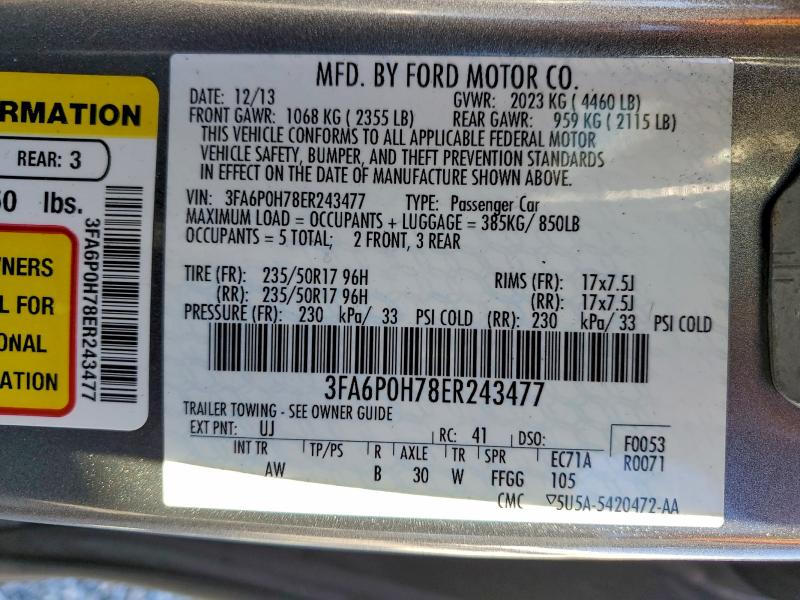 RMATION
REAR: 3
50 lbs.
WNERS
L FOR
ONAL
ATION
3FA6P0H78ER243477
MFD. BY FORD MOTOR CO.
DATE: 12/13 GVWR: 2023 KG ( 4460 LB)
FRONT GAWR: 1068 KG ( 2355 LB) REAR GAWR: 959 KG ( 2115 LB)
THIS VEHICLE CONFORMS TO ALL APPLICABLE FEDERAL MOTOR
VEHICLE SAFETY, BUMPER, AND THEFT PREVENTION STANDARDS
IN EFFECT ON THE DATE OF MANUFACTURE SHOWN ABOVE.
VIN: 3FA6P0H78ER243477 TYPE: Passenger Car
MAXIMUM LOAD = OCCUPANTS + LUGGAGE = 385KG/ 850LB
OCCUPANTS = 5 TOTAL; 2 FRONT, 3 REAR
TIRE (FR): 235/50R17 96H RIMS (FR): 17x7.5J
(RR): 235/50R17 96H (RR): 17x7.5J
PRESSURE (FR): 230 kPa/ 33 PSI COLD (RR): 230 kPa/ 33 PSI COLD
3FA6P0H78ER243477
TRAILER TOWING - SEE OWNER GUIDE
EXT PNT: UJ RC: 41 DSO: F0053
INT TR TP/PS R AXLE TR SPR EC71A R0071
AW B 30 W FFGG 105
CMC 5U5A-5420472-AA